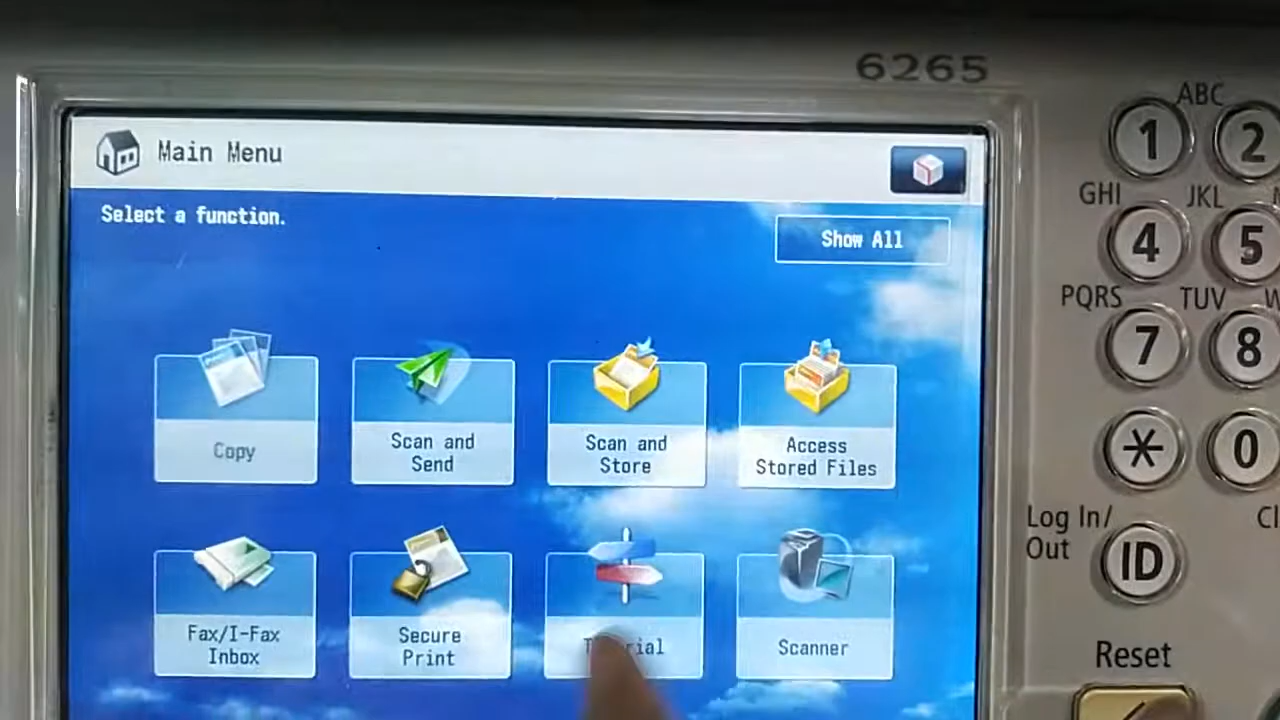 6265
Main Menu
Select a function.
Show All
Copy
Scan and
Send
Scan and
Store
Access
Stored Files
Fax/I-Fax
Inbox
Secure
Print
Scanner
ABC
1
2
GHI
JKL
4
5
PQRS
TUV
7
8
*
0
Log In/
Out
ID
Reset